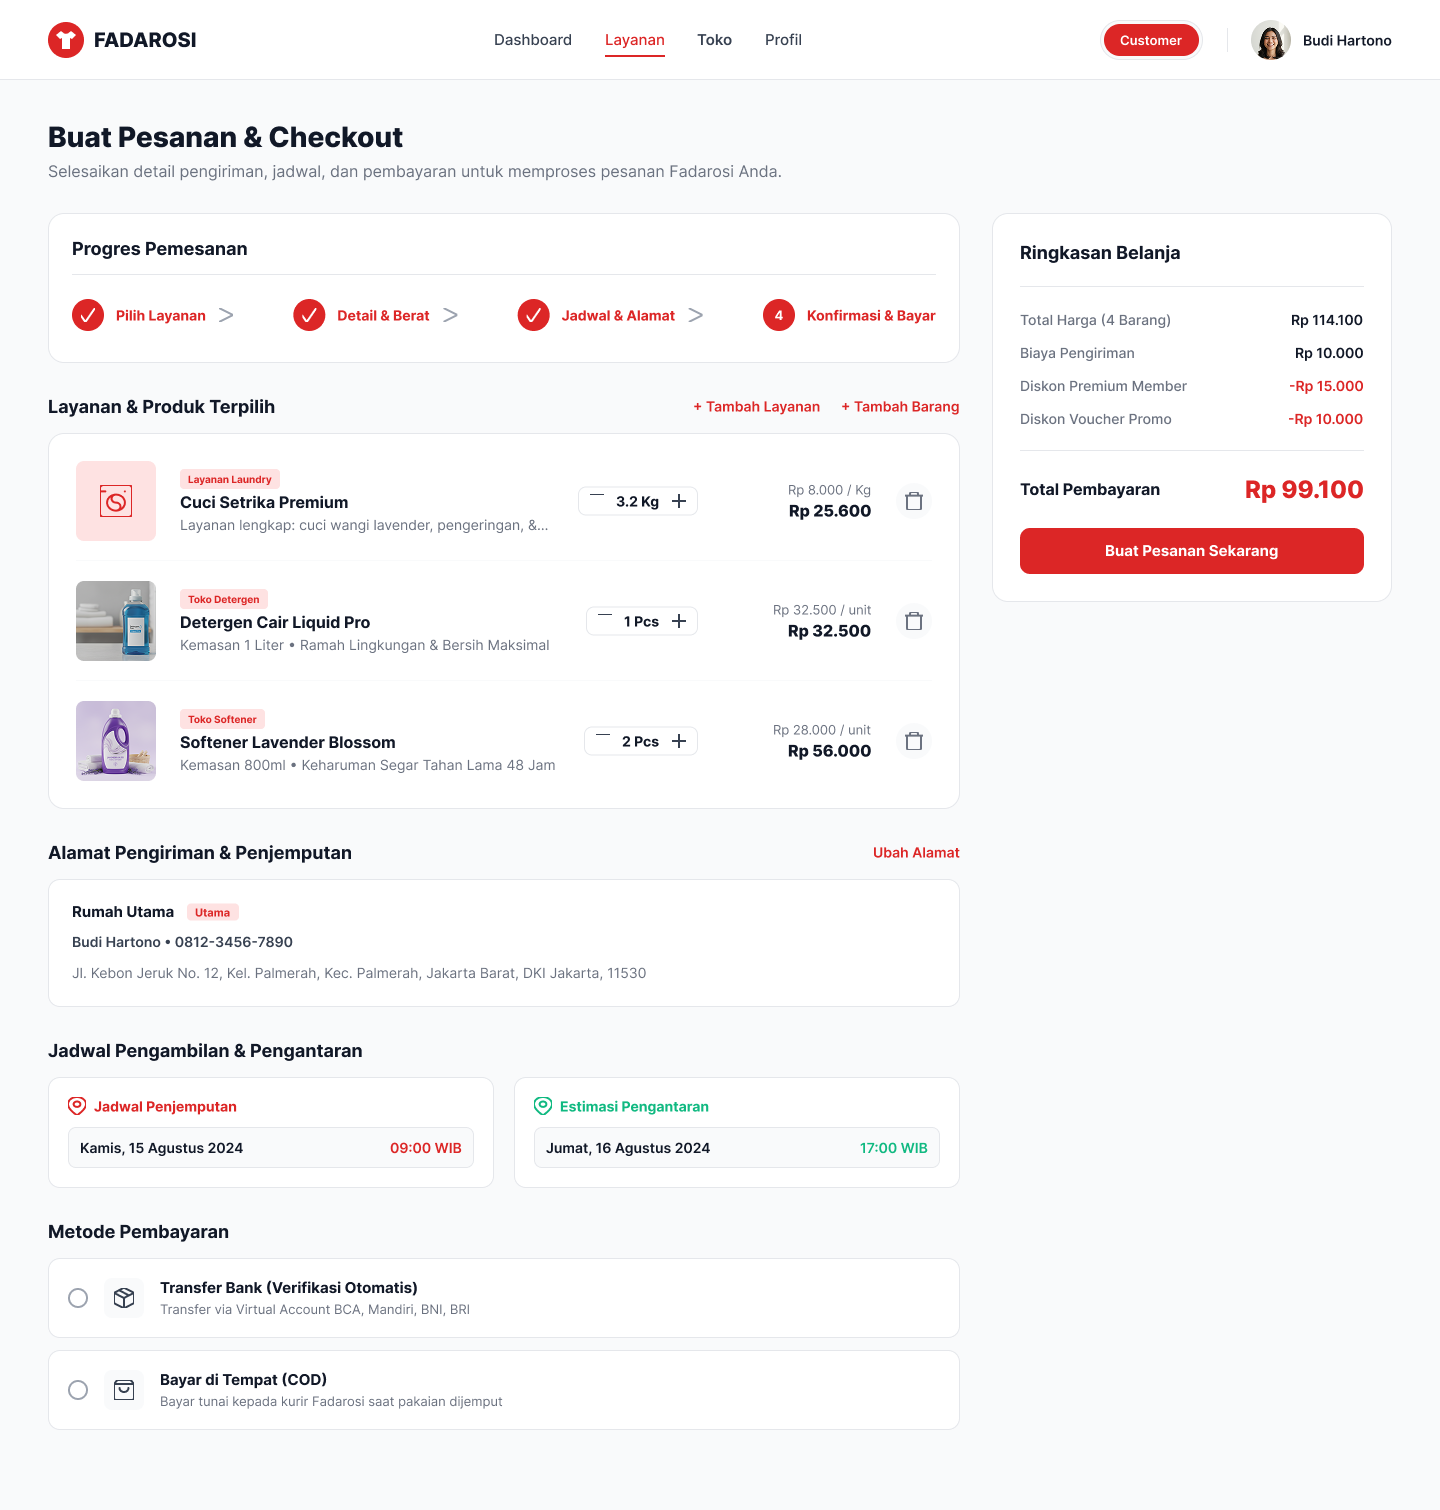 FADAROSI
Dashboard
Layanan
Toko
Profil
Customer
Budi Hartono
Buat Pesanan & Checkout
Selesaikan detail pengiriman, jadwal, dan pembayaran untuk memproses pesanan Fadarosi Anda.
Progres Pemesanan
Pilih Layanan
Detail & Berat
Jadwal & Alamat
4 Konfirmasi & Bayar
Layanan & Produk Terpilih
+ Tambah Layanan
+ Tambah Barang
Layanan Laundry
Cuci Setrika Premium
Layanan lengkap: cuci wangi lavender, pengeringan, &...
3.2 Kg
Rp 8.000 / Kg
Rp 25.600
Toko Detergen
Detergen Cair Liquid Pro
Kemasan 1 Liter • Ramah Lingkungan & Bersih Maksimal
1 Pcs
Rp 32.500 / unit
Rp 32.500
Toko Softener
Softener Lavender Blossom
Kemasan 800ml • Keharuman Segar Tahan Lama 48 Jam
2 Pcs
Rp 28.000 / unit
Rp 56.000
Alamat Pengiriman & Penjemputan
Ubah Alamat
Rumah Utama
Utama
Budi Hartono • 0812-3456-7890
Jl. Kebon Jeruk No. 12, Kel. Palmerah, Kec. Palmerah, Jakarta Barat, DKI Jakarta, 11530
Jadwal Pengambilan & Pengantaran
Jadwal Penjemputan
Kamis, 15 Agustus 2024
09:00 WIB
Estimasi Pengantaran
Jumat, 16 Agustus 2024
17:00 WIB
Metode Pembayaran
Transfer Bank (Verifikasi Otomatis)
Transfer via Virtual Account BCA, Mandiri, BNI, BRI
Bayar di Tempat (COD)
Bayar tunai kepada kurir Fadarosi saat pakaian dijemput
Ringkasan Belanja
Total Harga (4 Barang)
Rp 114.100
Biaya Pengiriman
Rp 10.000
Diskon Premium Member
-Rp 15.000
Diskon Voucher Promo
-Rp 10.000
Total Pembayaran
Rp 99.100
Buat Pesanan Sekarang